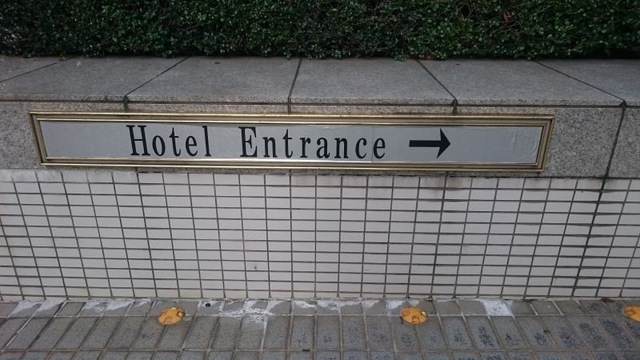 Hotel Entrance →